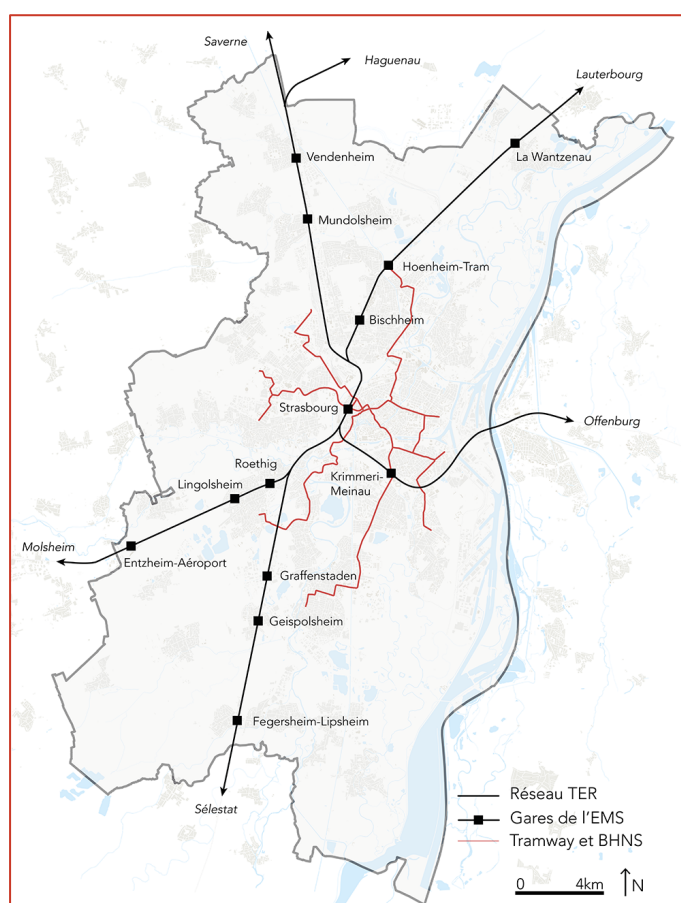 Saverne
Haguenau
Lauterbourg
Vendenheim
La Wantzenau
Mundolsheim
Hoenheim-Tram
Bischheim
Strasbourg
Offenburg
Roethig
Krimmeri-
Meinau
Lingolsheim
Molsheim
Entzheim-Aéroport
Graffenstaden
Geispolsheim
Fegersheim-Lipsheim
Sélestat
Réseau TER
Gares de l'EMS
Tramway et BHNS
0 4km N